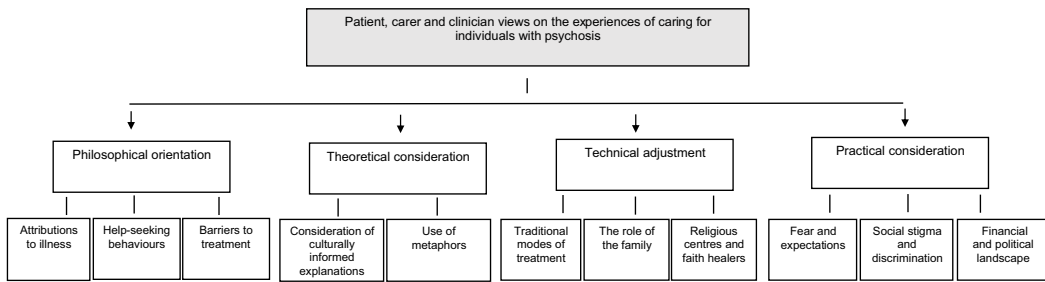 Patient, carer and clinician views on the experiences of caring for
individuals with psychosis
Philosophical orientation
Theoretical consideration
Technical adjustment
Practical consideration
Attributions
to illness
Help-seeking
behaviours
Barriers to
treatment
Consideration of
culturally
informed
explanations
Use of
metaphors
Traditional
modes of
treatment
The role of
the family
Religious
centres and
faith healers
Fear and
expectations
Social stigma
and
discrimination
Financial
and political
landscape